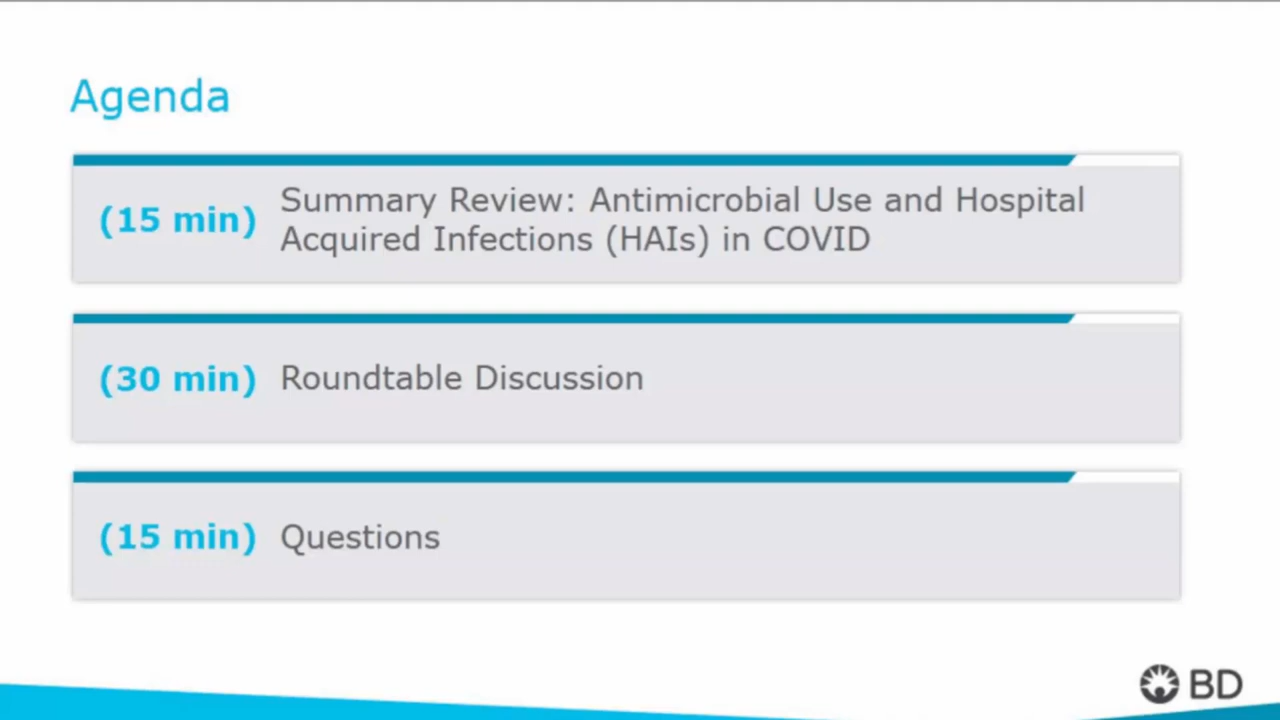 Agenda
(15 min) Summary Review: Antimicrobial Use and Hospital
Acquired Infections (HAIs) in COVID
(30 min) Roundtable Discussion
(15 min) Questions
BD